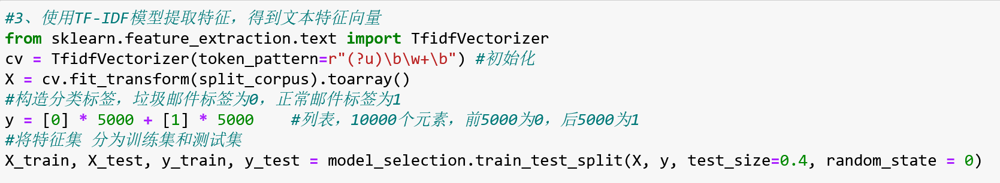 #3、使用TF-IDF模型提取特征，得到文本特征向量
from sklearn.feature_extraction.text import TfidfVectorizer
cv = TfidfVectorizer(token_pattern=r"(?u)\b\w+\b") #初始化
X = cv.fit_transform(split_corpus).toarray()
#构造分类标签，垃圾邮件标签为0，正常邮件标签为1
y = [0] * 5000 + [1] * 5000    #列表，10000个元素，前5000为0，后5000为1
#将特征集 分为训练集和测试集
X_train, X_test, y_train, y_test = model_selection.train_test_split(X, y, test_size=0.4, random_state = 0)